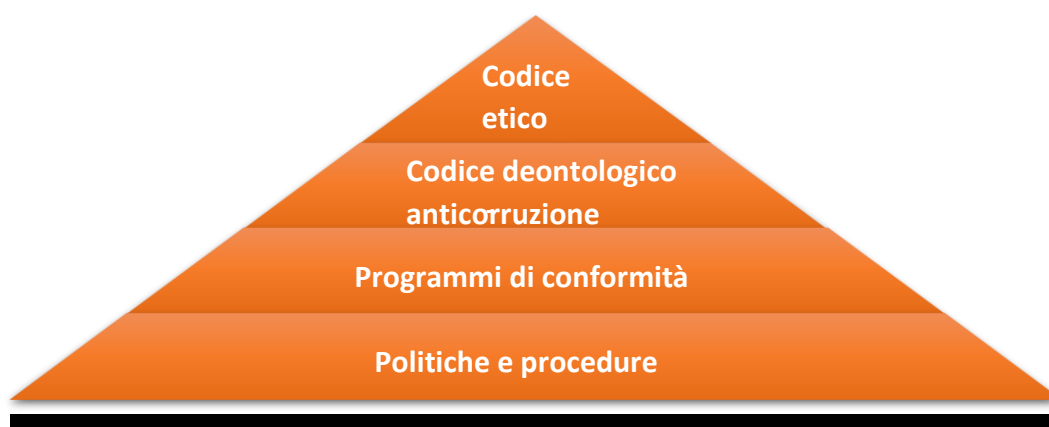 Codice
etico
Codice deontologico
anticorruzione
Programmi di conformità
Politiche e procedure